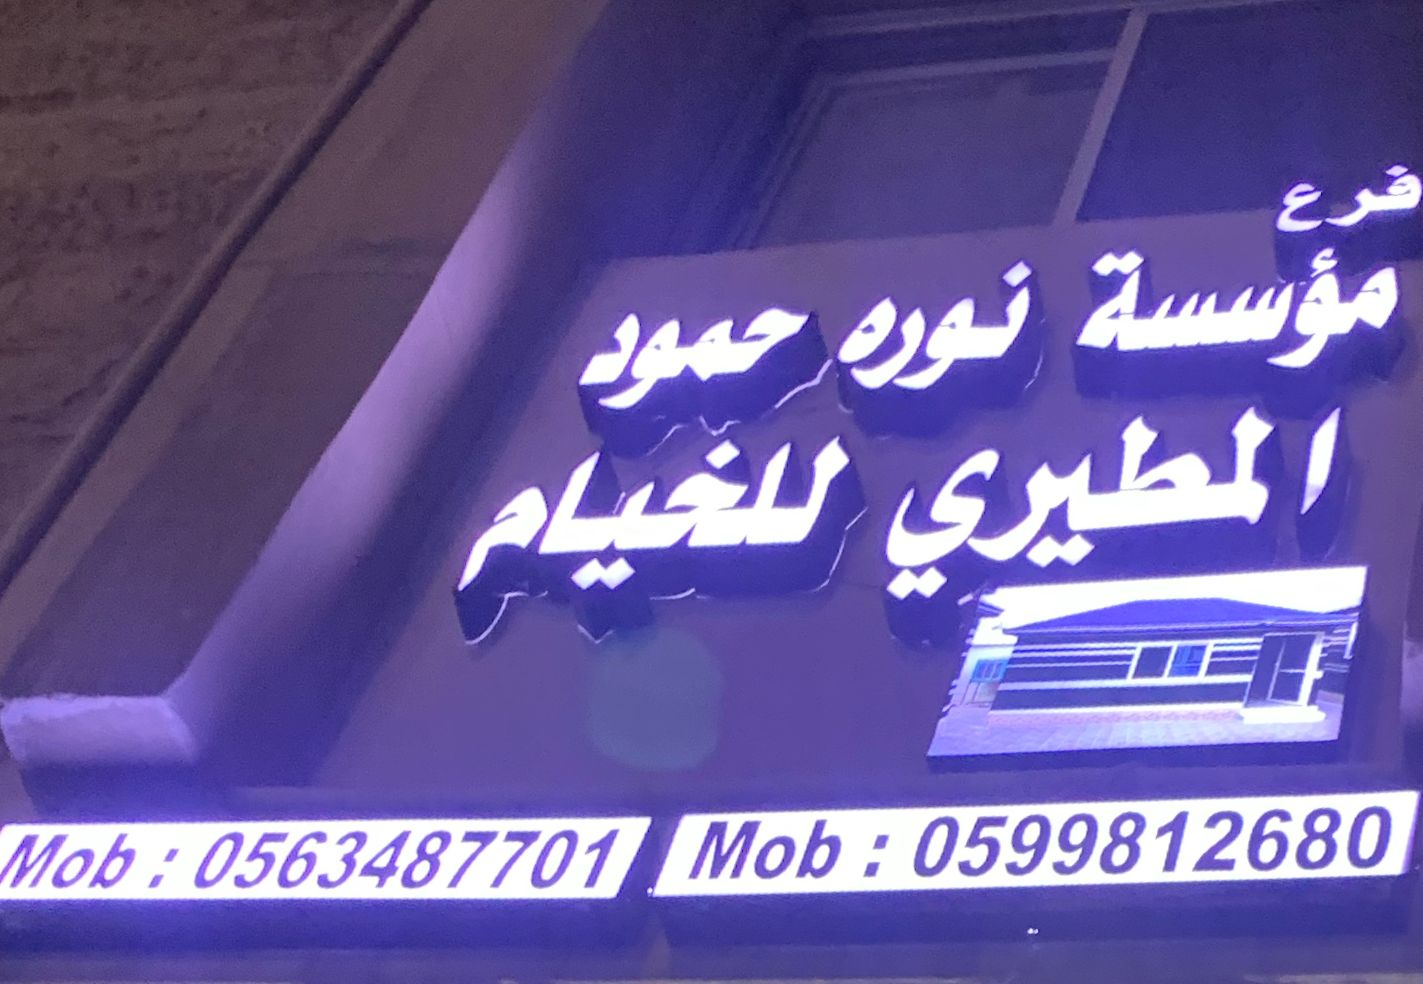 فرع
مؤسسة نوره حمود
المطيري للخيام
Mob : 0563487701
Mob : 0599812680